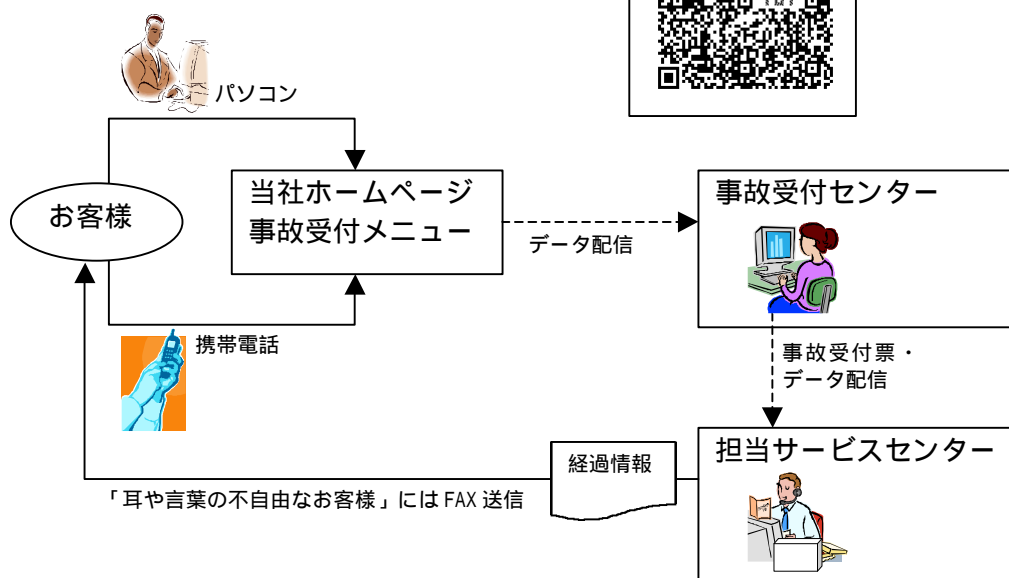 パソコン
お客様
当社ホームページ
事故受付メニュー
データ配信
事故受付センター
携帯電話
事故受付票・
データ配信
担当サービスセンター
経過情報
「耳や言葉の不自由なお客様」には FAX 送信